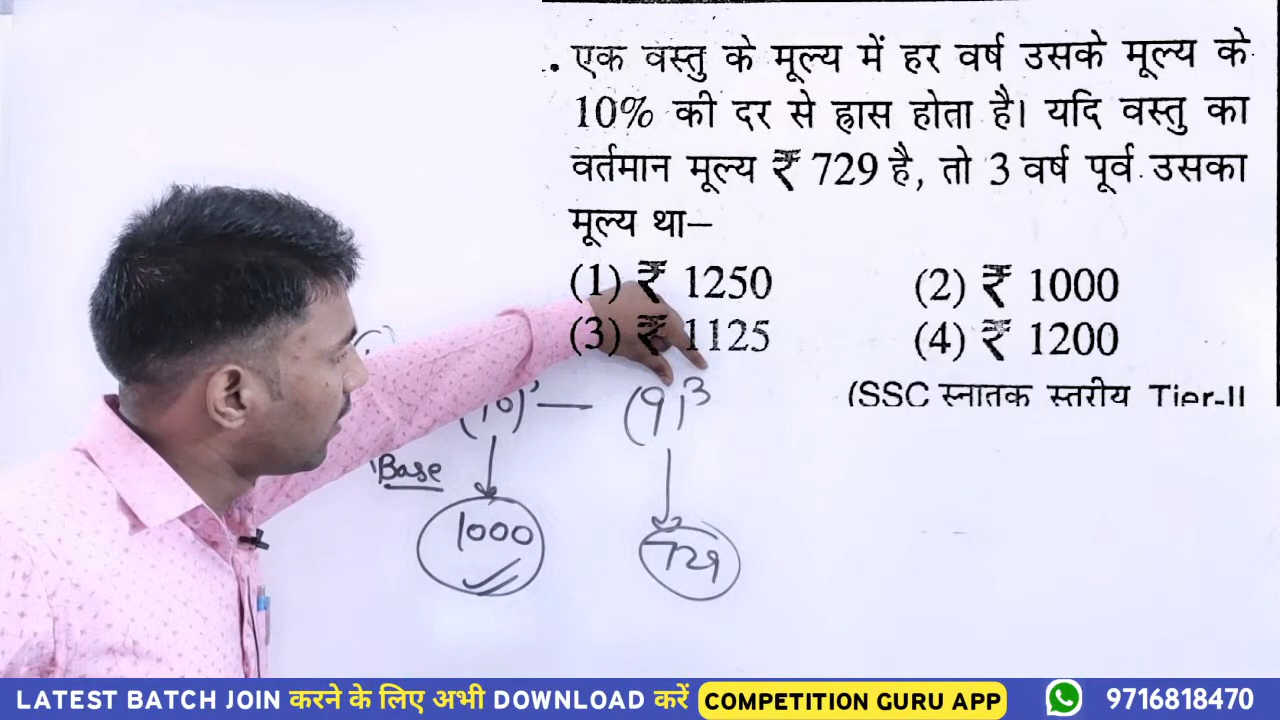 . एक वस्तु के मूल्य में हर वर्ष उसके मूल्य के
10% की दर से ह्रास होता है। यदि वस्तु का
वर्तमान मूल्य ₹ 729 है, तो 3 वर्ष पूर्व उसका
मूल्य था–
(1) ₹ 1250 (2) ₹ 1000
(3) ₹ 1125 (4) ₹ 1200
(SSC स्नातक स्तरीय Tier-II
(10)³ — (9)³
Base
1000 729
LATEST BATCH JOIN करने के लिए अभी DOWNLOAD करें COMPETITION GURU APP 9716818470